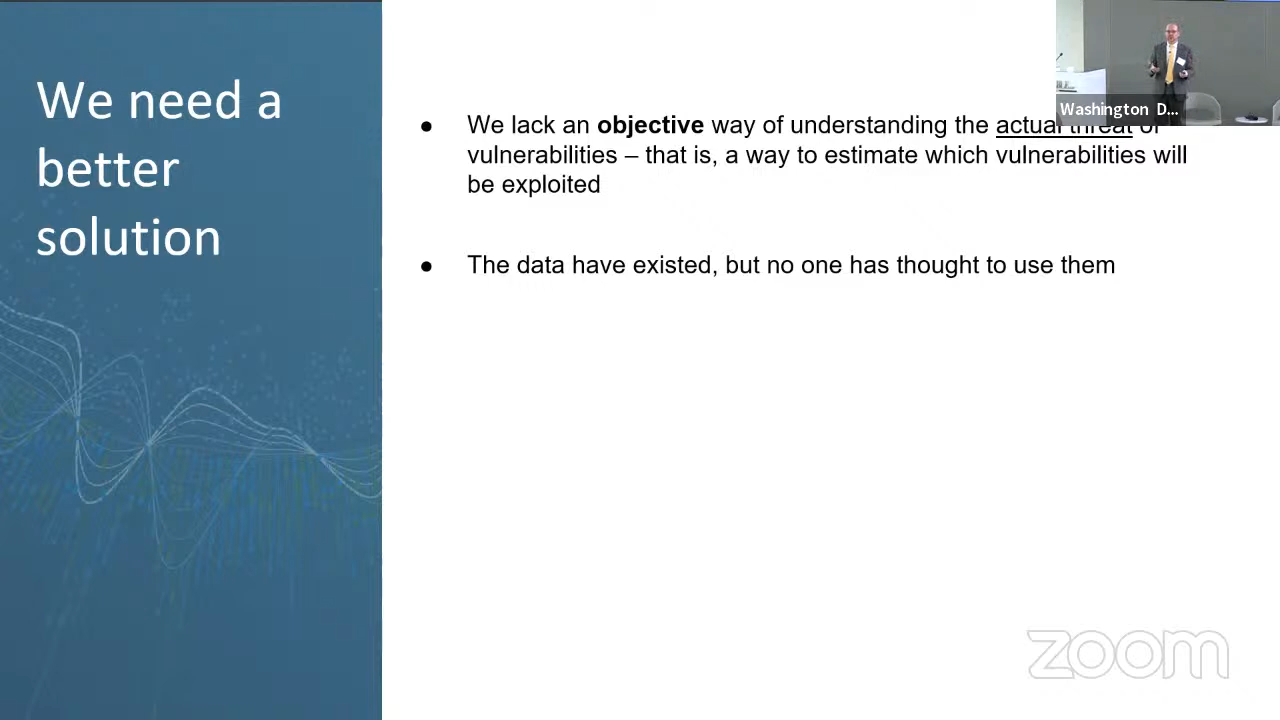 We need a
better
solution
● We lack an objective way of understanding the actual threat of
vulnerabilities – that is, a way to estimate which vulnerabilities will
be exploited
● The data have existed, but no one has thought to use them
Washington D...
zoom